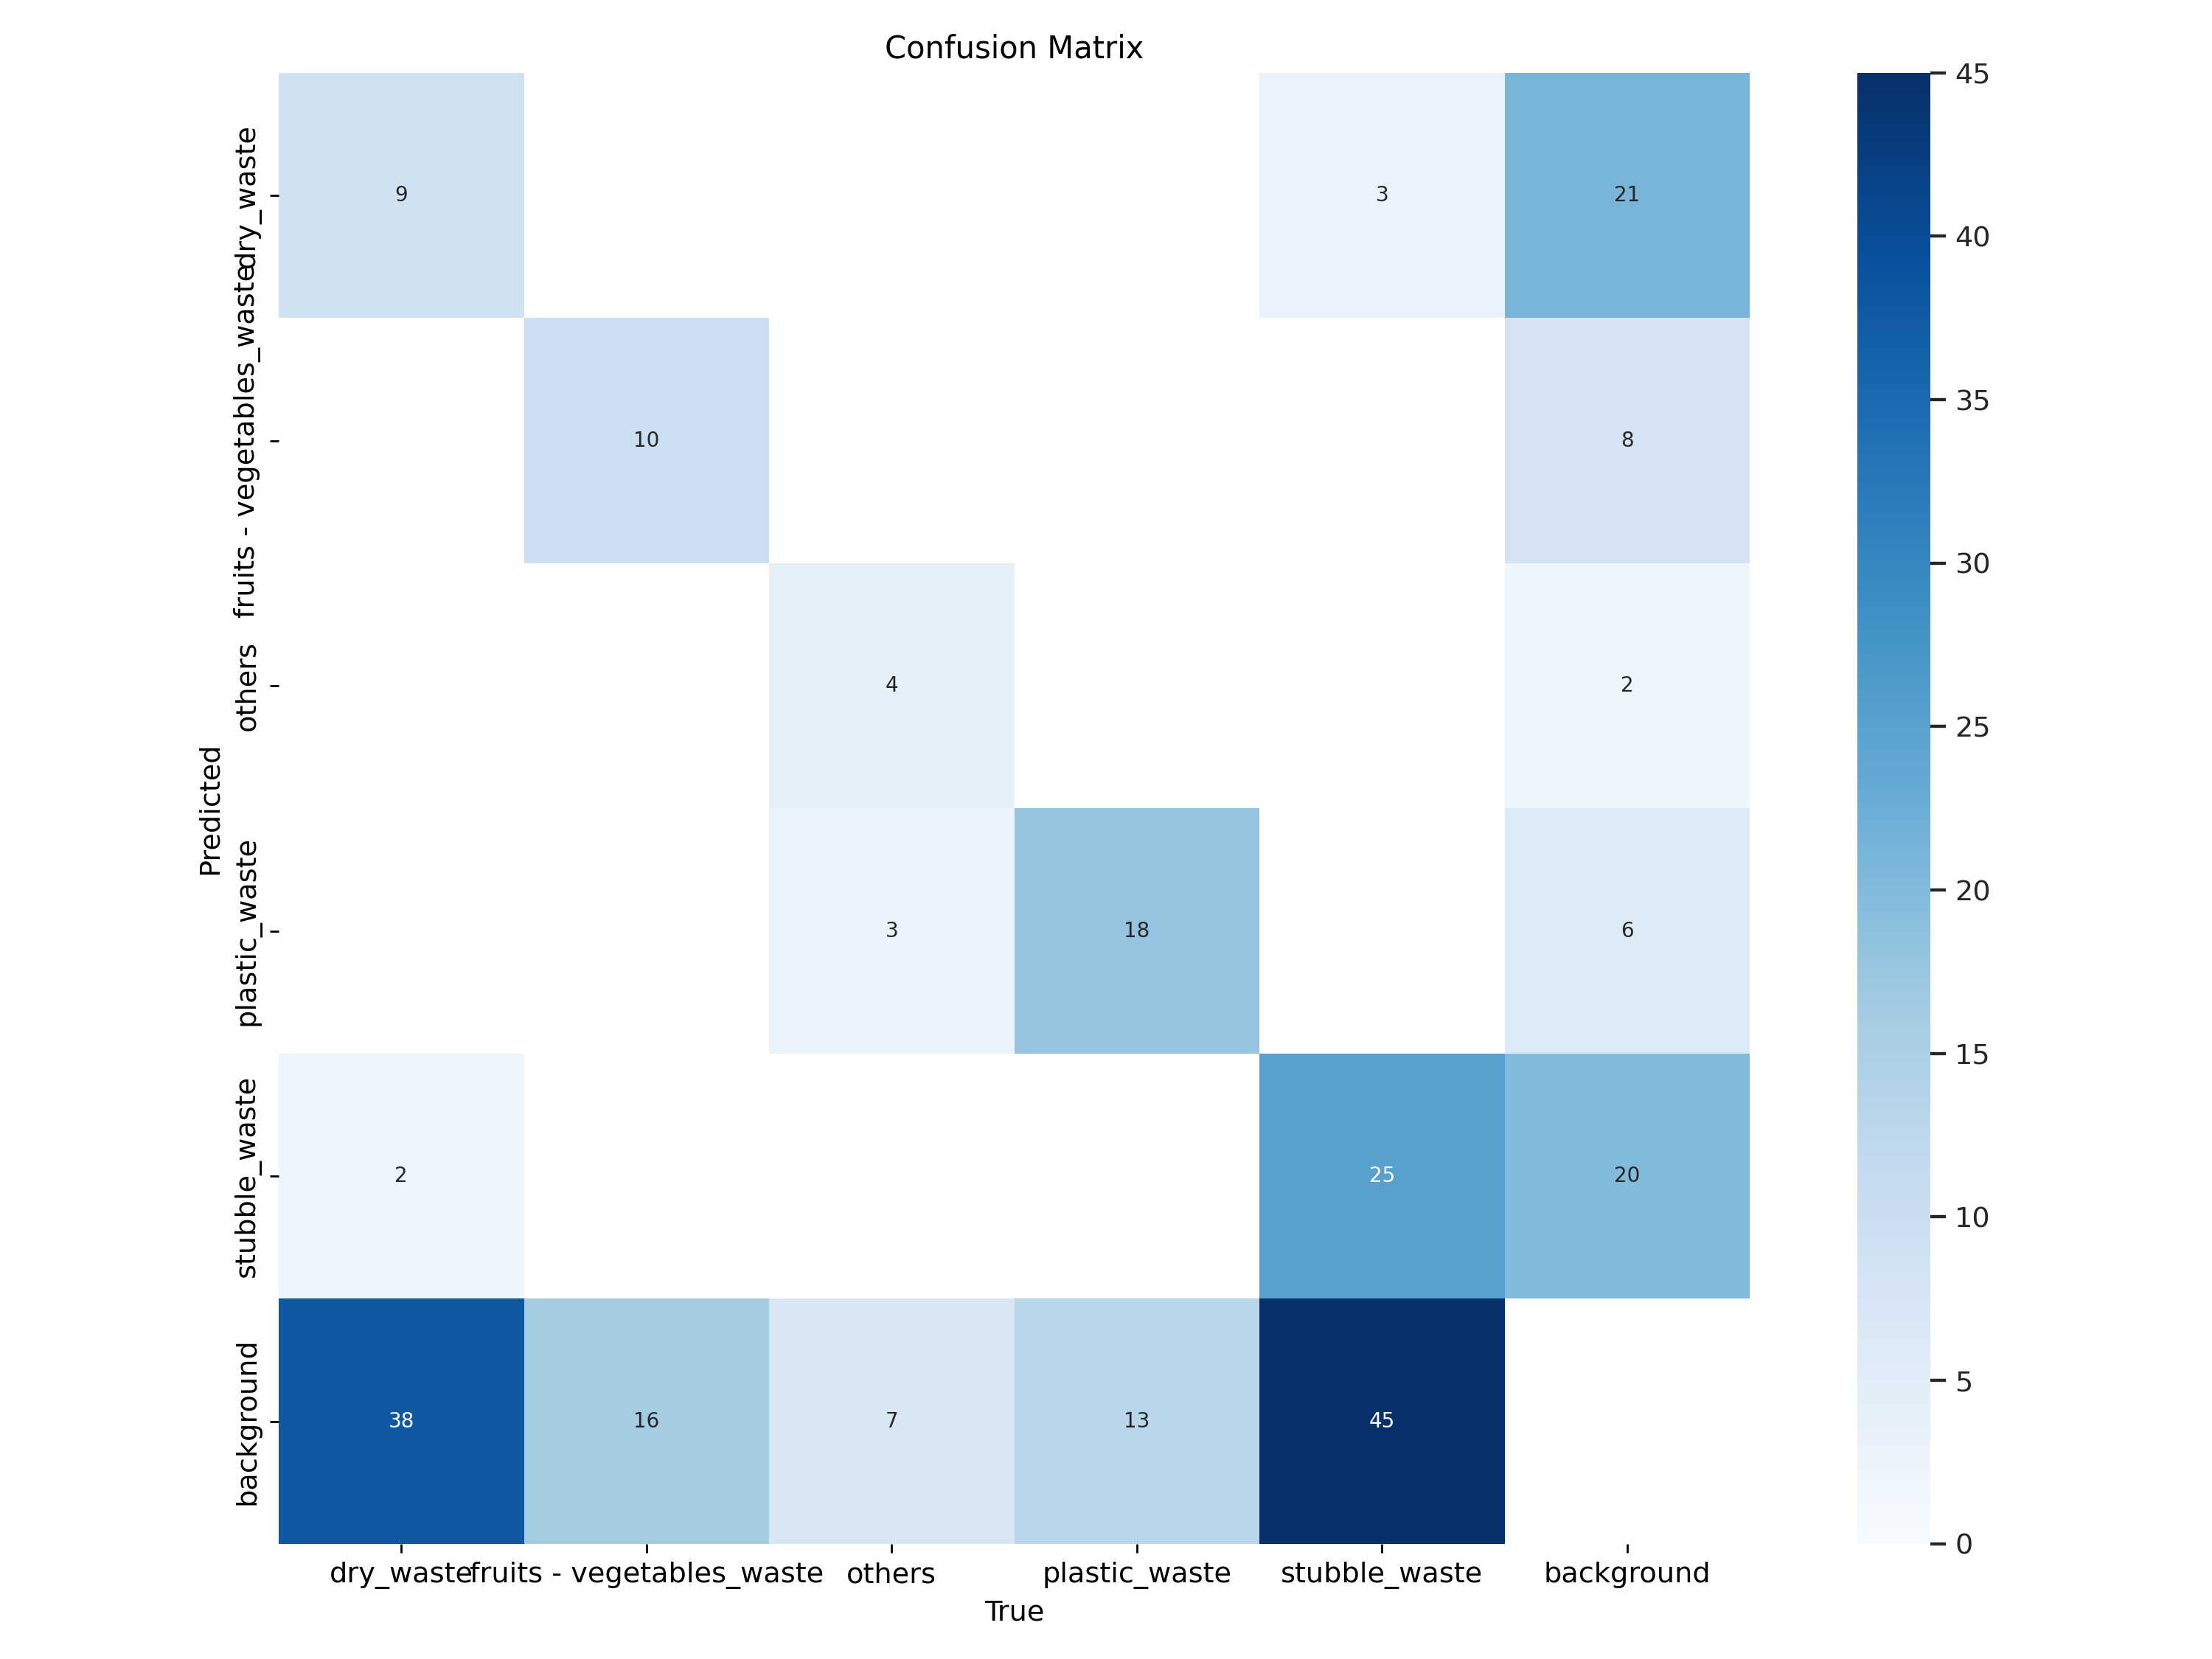 Confusion Matrix
Predicted
dry_waste
fruits - vegetables_waste
others
plastic_waste
stubble_waste
background
9
3
21
10
8
4
2
3
18
6
2
25
20
38
16
7
13
45
dry_waste
fruits - vegetables_waste
others
plastic_waste
stubble_waste
background
True
45
40
35
30
25
20
15
10
5
0